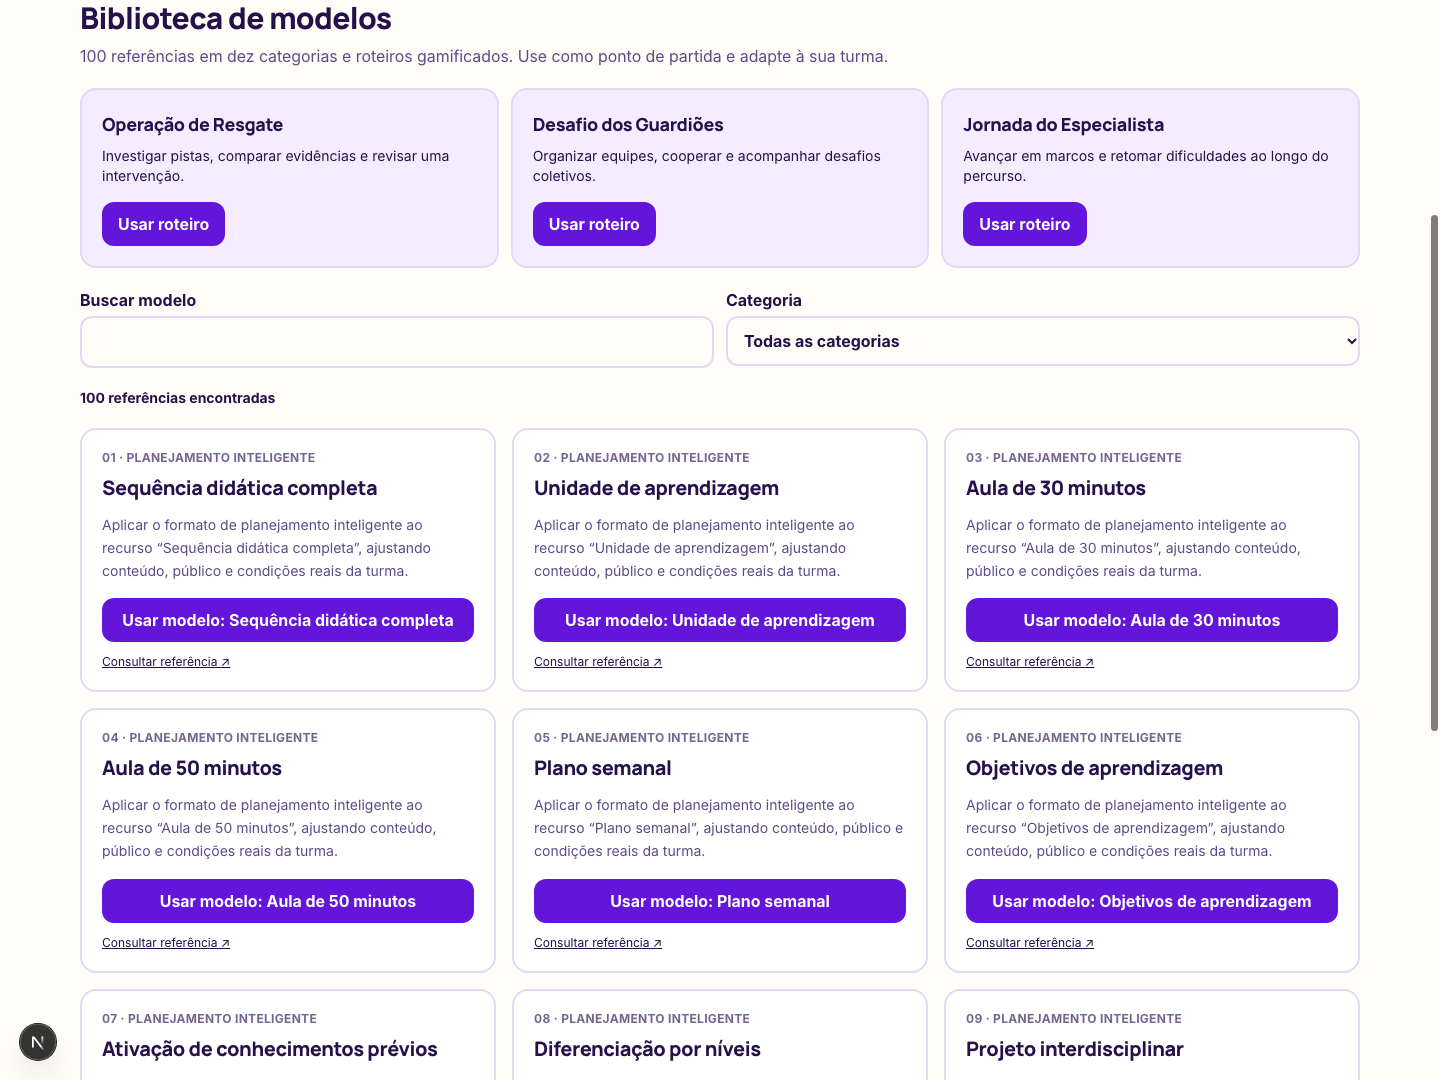 Biblioteca de modelos
100 referências em dez categorias e roteiros gamificados. Use como ponto de partida e adapte à sua turma.
Operação de Resgate
Investigar pistas, comparar evidências e revisar uma
intervenção.
Usar roteiro
Desafio dos Guardiões
Organizar equipes, cooperar e acompanhar desafios
coletivos.
Usar roteiro
Jornada do Especialista
Avançar em marcos e retomar dificuldades ao longo do
percurso.
Usar roteiro
Buscar modelo
Categoria
Todas as categorias
100 referências encontradas
01 · PLANEJAMENTO INTELIGENTE
Sequência didática completa
Aplicar o formato de planejamento inteligente ao
recurso “Sequência didática completa”, ajustando
conteúdo, público e condições reais da turma.
Usar modelo: Sequência didática completa
Consultar referência ↗
02 · PLANEJAMENTO INTELIGENTE
Unidade de aprendizagem
Aplicar o formato de planejamento inteligente ao
recurso “Unidade de aprendizagem”, ajustando
conteúdo, público e condições reais da turma.
Usar modelo: Unidade de aprendizagem
Consultar referência ↗
03 · PLANEJAMENTO INTELIGENTE
Aula de 30 minutos
Aplicar o formato de planejamento inteligente ao
recurso “Aula de 30 minutos”, ajustando conteúdo,
público e condições reais da turma.
Usar modelo: Aula de 30 minutos
Consultar referência ↗
04 · PLANEJAMENTO INTELIGENTE
Aula de 50 minutos
Aplicar o formato de planejamento inteligente ao
recurso “Aula de 50 minutos”, ajustando conteúdo,
público e condições reais da turma.
Usar modelo: Aula de 50 minutos
Consultar referência ↗
05 · PLANEJAMENTO INTELIGENTE
Plano semanal
Aplicar o formato de planejamento inteligente ao
recurso “Plano semanal”, ajustando conteúdo, público e
condições reais da turma.
Usar modelo: Plano semanal
Consultar referência ↗
06 · PLANEJAMENTO INTELIGENTE
Objetivos de aprendizagem
Aplicar o formato de planejamento inteligente ao
recurso “Objetivos de aprendizagem”, ajustando
conteúdo, público e condições reais da turma.
Usar modelo: Objetivos de aprendizagem
Consultar referência ↗
07 · PLANEJAMENTO INTELIGENTE
Ativação de conhecimentos prévios
08 · PLANEJAMENTO INTELIGENTE
Diferenciação por níveis
09 · PLANEJAMENTO INTELIGENTE
Projeto interdisciplinar
N